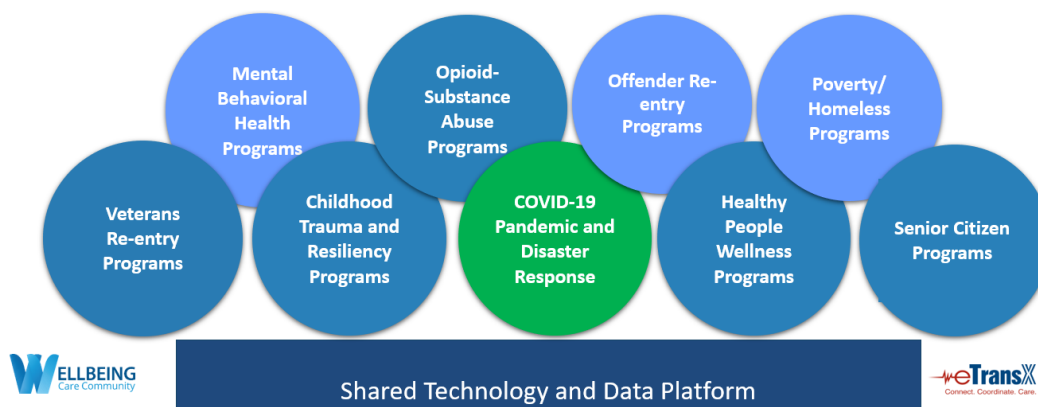 Mental
Behavioral
Health
Programs
Opioid-
Substance
Abuse
Programs
Offender Re-
entry
Programs
Poverty/
Homeless
Programs
Veterans
Re-entry
Programs
Childhood
Trauma and
Resiliency
Programs
COVID-19
Pandemic and
Disaster
Response
Healthy
People
Wellness
Programs
Senior Citizen
Programs
WELLBEING
Care Community
Shared Technology and Data Platform
eTransX
Connect. Coordinate. Care.